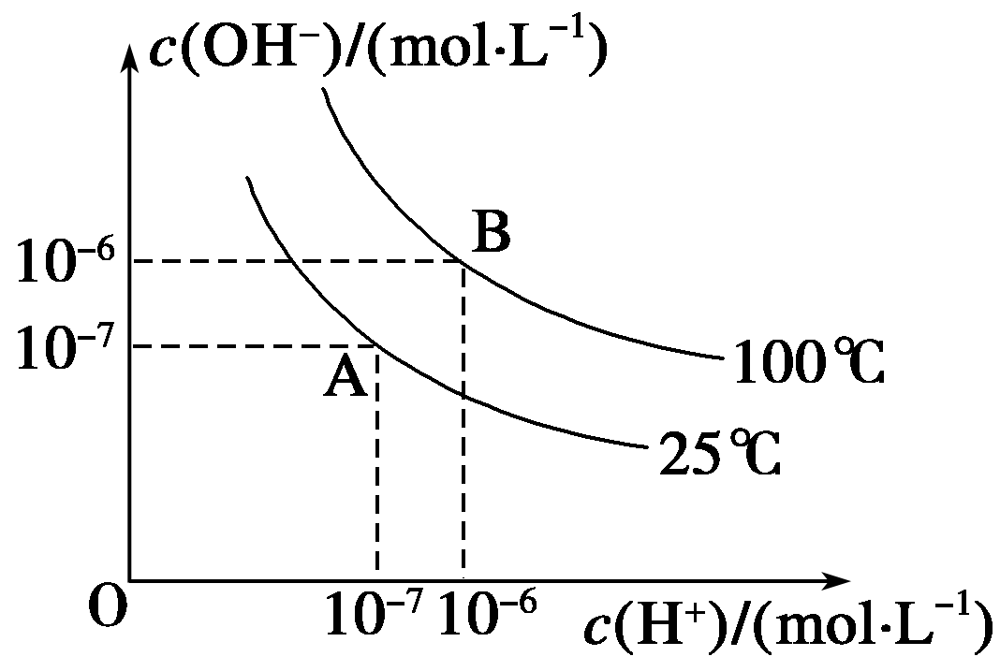 c(OH⁻)/(mol·L⁻¹)
B
10⁻⁶
10⁻⁷
A
100℃
25℃
O
10⁻⁷ 10⁻⁶
c(H⁺)/(mol·L⁻¹)